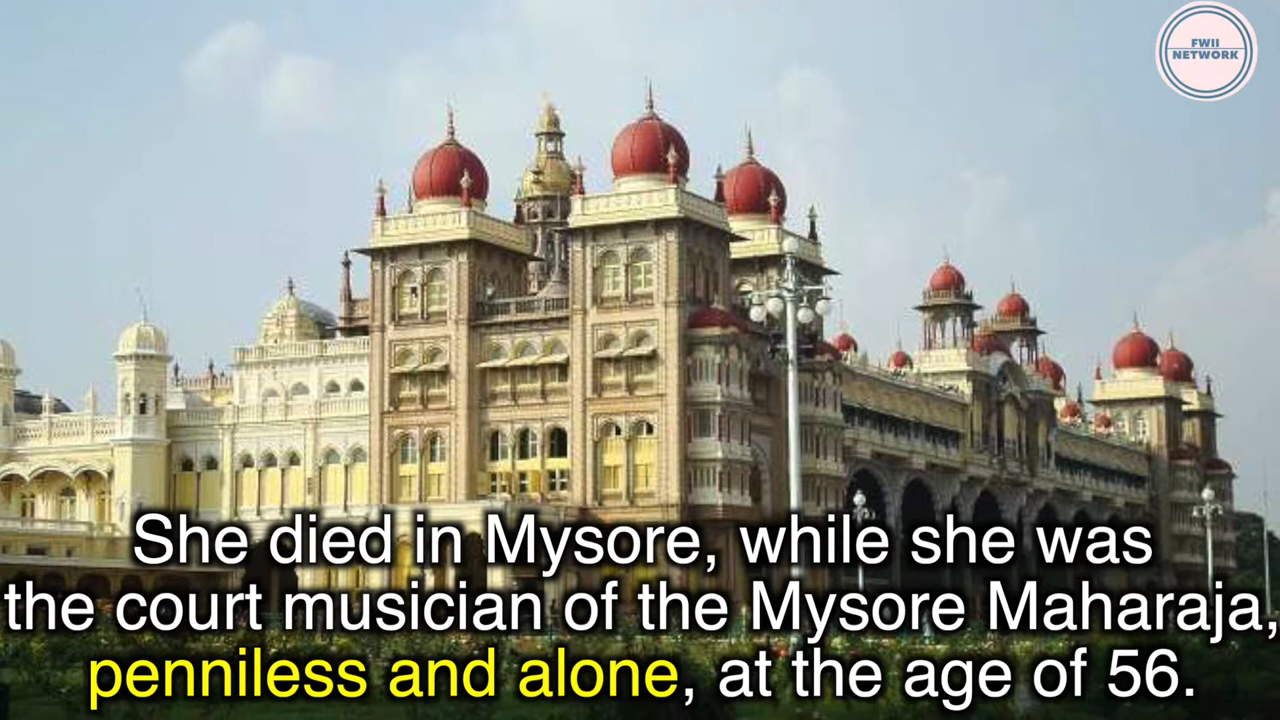 FWII
NETWORK
She died in Mysore, while she was
the court musician of the Mysore Maharaja,
penniless and alone, at the age of 56.